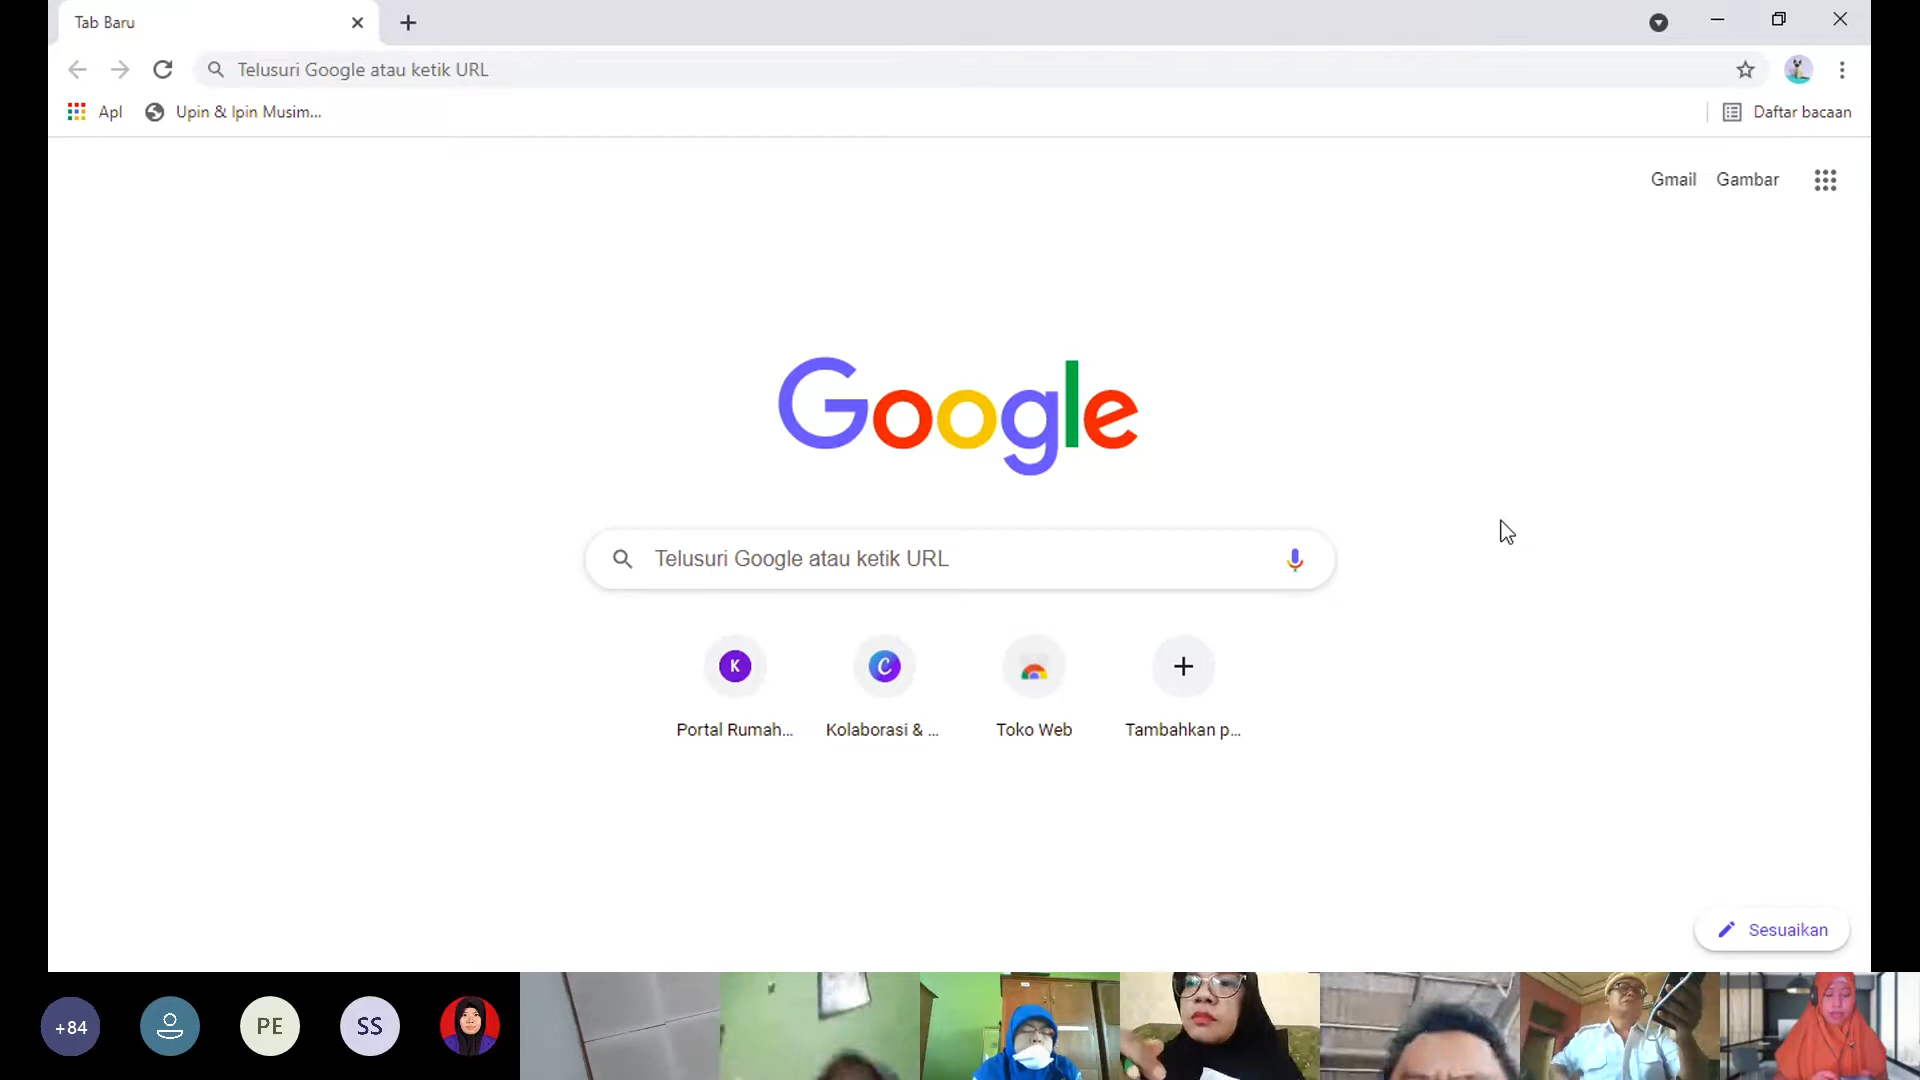 Tab Baru
Telusuri Google atau ketik URL
Apl
Upin & Ipin Musim...
Daftar bacaan
Gmail
Gambar
Google
Telusuri Google atau ketik URL
K
C
Portal Rumah...
Kolaborasi & ...
Toko Web
Tambahkan p...
Sesuaikan
+84
PE
SS